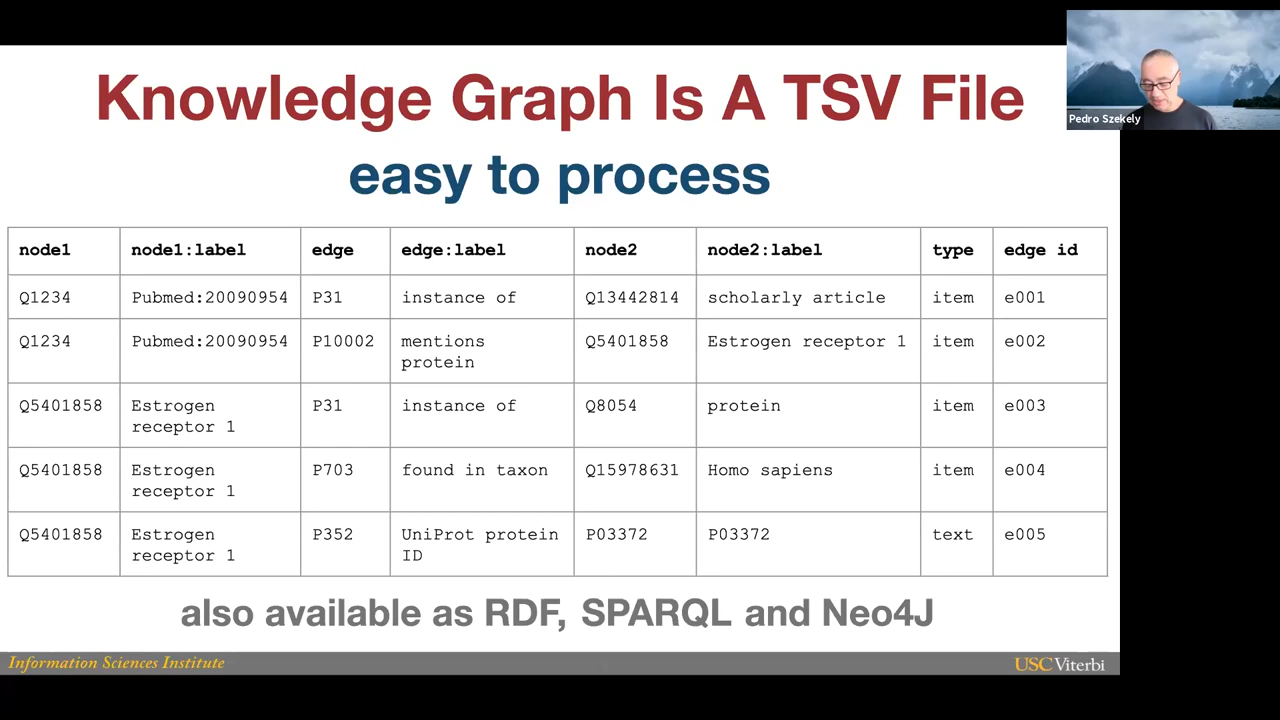 Knowledge Graph Is A TSV File
Pedro Szekely
easy to process
node1 node1:label edge edge:label node2 node2:label type edge id
Q1234 Pubmed:20090954 P31 instance of Q13442814 scholarly article item e001
Q1234 Pubmed:20090954 P10002 mentions protein Q5401858 Estrogen receptor 1 item e002
Q5401858 Estrogen receptor 1 P31 instance of Q8054 protein item e003
Q5401858 Estrogen receptor 1 P703 found in taxon Q15978631 Homo sapiens item e004
Q5401858 Estrogen receptor 1 P352 UniProt protein ID P03372 P03372 text e005
also available as RDF, SPARQL and Neo4J
Information Sciences Institute
USC Viterbi